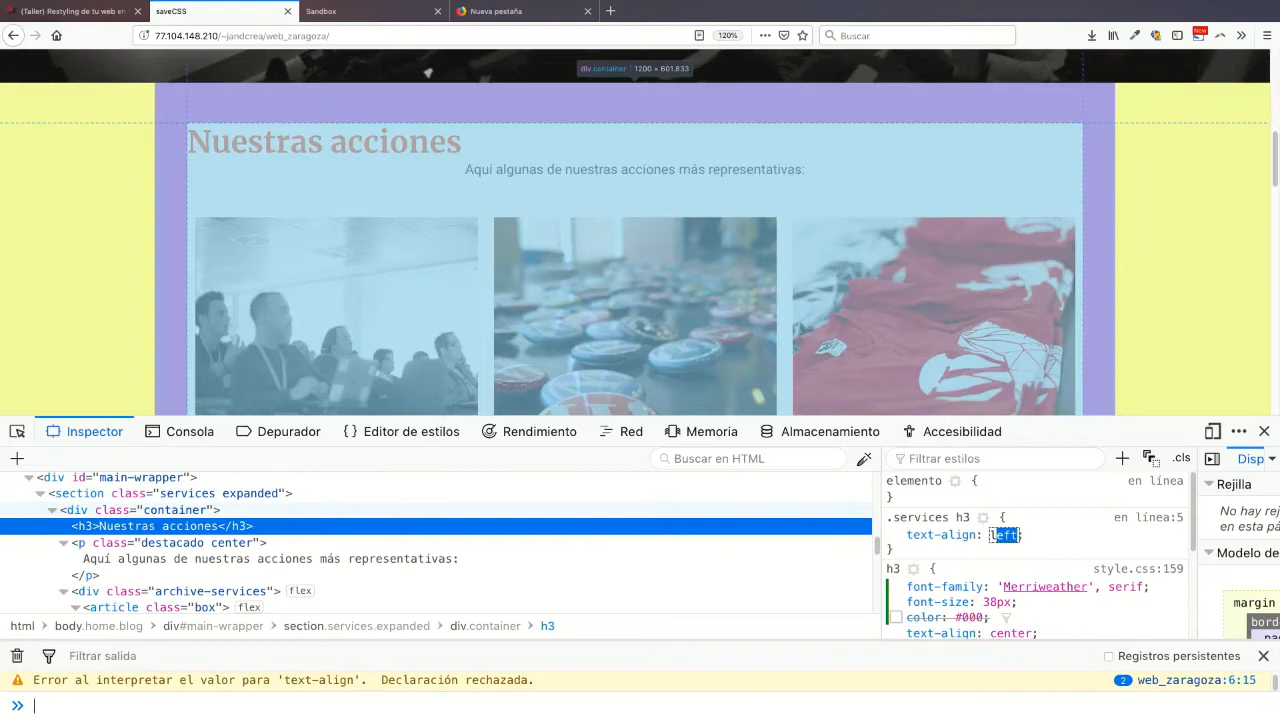 (Taller) Restyling de tu web en
saveCSS
Sandbox
Nueva pestaña
77.104.148.210/~jandcrea/web_zaragoza/
120%
Buscar
New
div.container 1200 × 601.833
Nuestras acciones
Aquí algunas de nuestras acciones más representativas:
Inspector
Consola
Depurador
{ } Editor de estilos
Rendimiento
Red
Memoria
Almacenamiento
Accesibilidad
Buscar en HTML
Filtrar estilos
.cls
Disp
<div id="main-wrapper">
<section class="services expanded">
<div class="container">
<h3>Nuestras acciones</h3>
<p class="destacado center">
Aquí algunas de nuestras acciones más representativas:
</p>
<div class="archive-services"> flex
<article class="box"> flex
html
body.home.blog
div#main-wrapper
section.services.expanded
div.container
h3
elemento { en línea
}
.services h3 { en línea:5
text-align: left;
}
h3 { style.css:159
font-family: 'Merriweather', serif;
font-size: 38px;
color: #000;
text-align: center;
Rejilla
No hay rej
en esta pá
Modelo de
margin
bord
pa
Filtrar salida
Registros persistentes
Error al interpretar el valor para 'text-align'. Declaración rechazada.
2 web_zaragoza:6:15